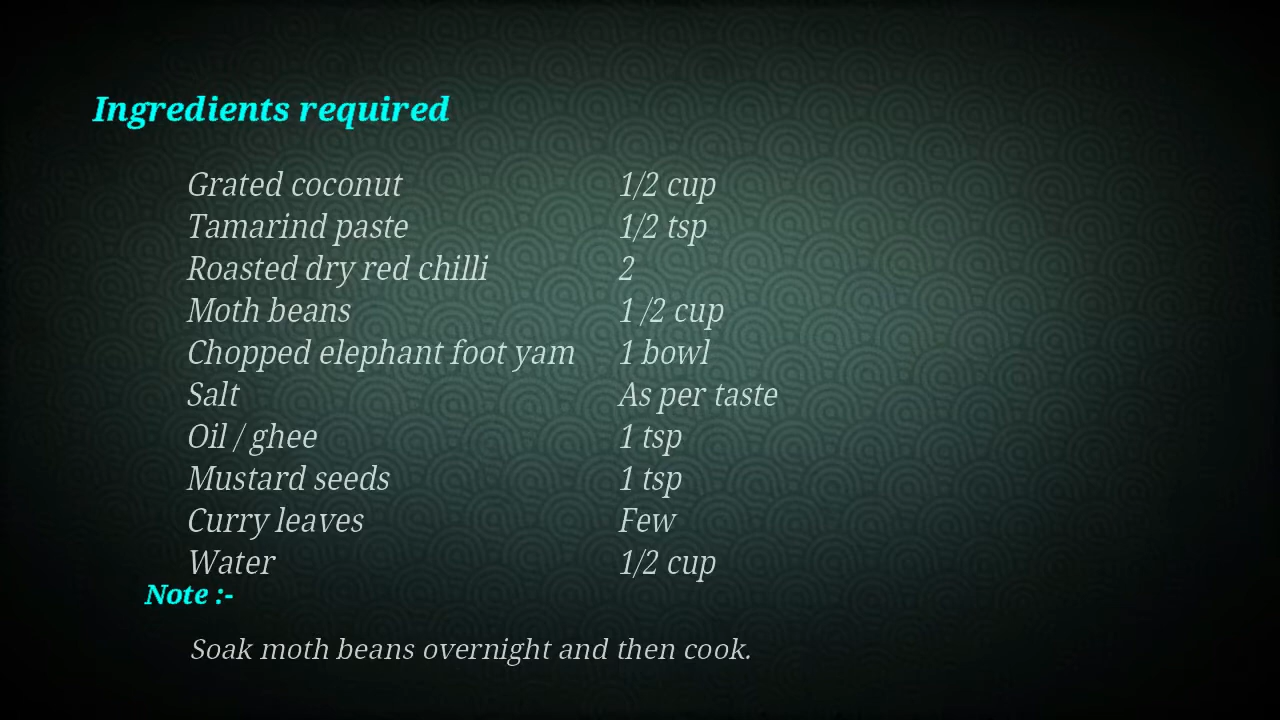 Ingredients required
Grated coconut 1/2 cup
Tamarind paste 1/2 tsp
Roasted dry red chilli 2
Moth beans 1 /2 cup
Chopped elephant foot yam 1 bowl
Salt As per taste
Oil / ghee 1 tsp
Mustard seeds 1 tsp
Curry leaves Few
Water 1/2 cup
Note :-
Soak moth beans overnight and then cook.